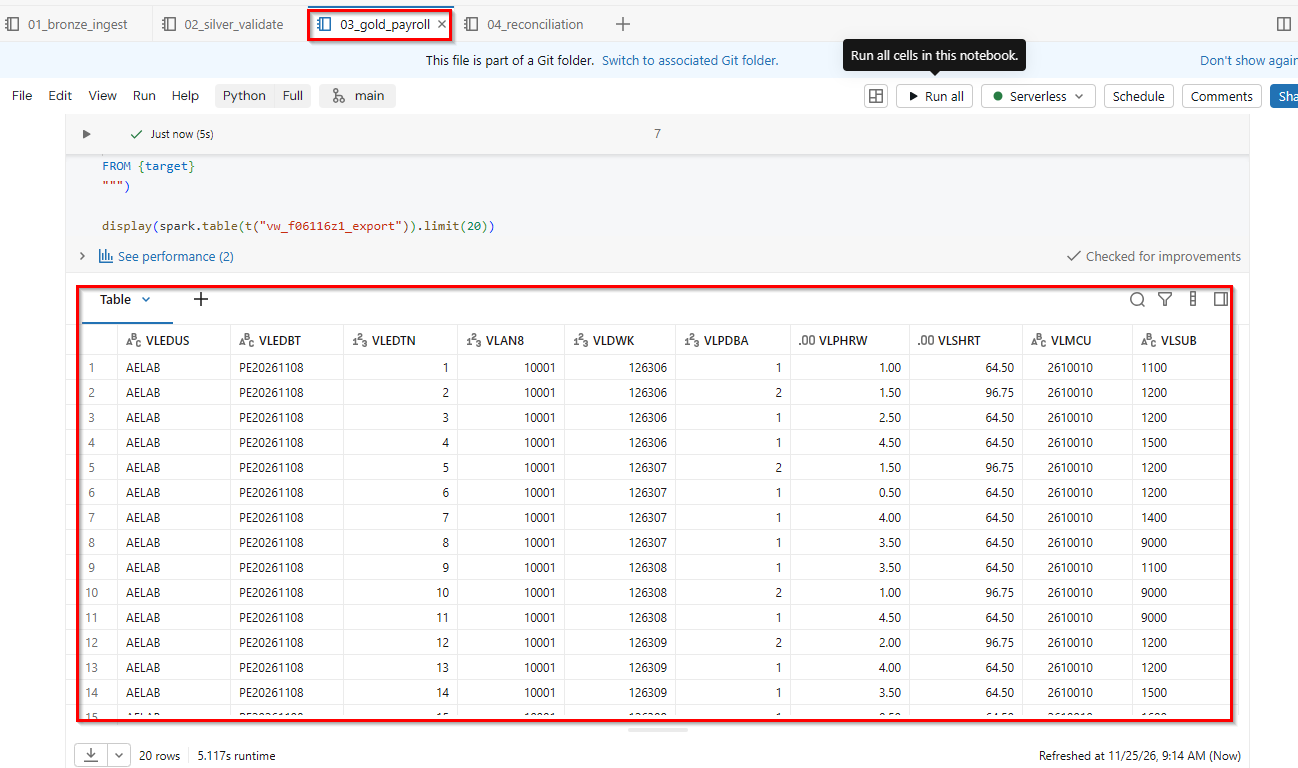 01_bronze_ingest 02_silver_validate 03_gold_payroll 04_reconciliation
This file is part of a Git folder. Switch to associated Git folder. Run all cells in this notebook. Don't show again
File Edit View Run Help Python Full main Run all Serverless Schedule Comments Sha
Just now (5s) 7
FROM {target}
""")
display(spark.table(t("vw_f06116z1_export")).limit(20))
See performance (2) Checked for improvements
Table
VLEDUS VLEDBT VLEDTN VLAN8 VLDWK VLPDBA VLPHRW VLSHRT VLMCU VLSUB
1 AELAB PE20261108 1 10001 126306 1 1.00 64.50 2610010 1100
2 AELAB PE20261108 2 10001 126306 2 1.50 96.75 2610010 1200
3 AELAB PE20261108 3 10001 126306 1 2.50 64.50 2610010 1200
4 AELAB PE20261108 4 10001 126306 1 4.50 64.50 2610010 1500
5 AELAB PE20261108 5 10001 126307 2 1.50 96.75 2610010 1200
6 AELAB PE20261108 6 10001 126307 1 0.50 64.50 2610010 1200
7 AELAB PE20261108 7 10001 126307 1 4.00 64.50 2610010 1400
8 AELAB PE20261108 8 10001 126307 1 3.50 64.50 2610010 9000
9 AELAB PE20261108 9 10001 126308 1 3.50 64.50 2610010 1100
10 AELAB PE20261108 10 10001 126308 2 1.00 96.75 2610010 9000
11 AELAB PE20261108 11 10001 126308 1 4.50 64.50 2610010 9000
12 AELAB PE20261108 12 10001 126309 2 2.00 96.75 2610010 1200
13 AELAB PE20261108 13 10001 126309 1 4.00 64.50 2610010 1200
14 AELAB PE20261108 14 10001 126309 1 3.50 64.50 2610010 1500
20 rows 5.117s runtime Refreshed at 11/25/26, 9:14 AM (Now)